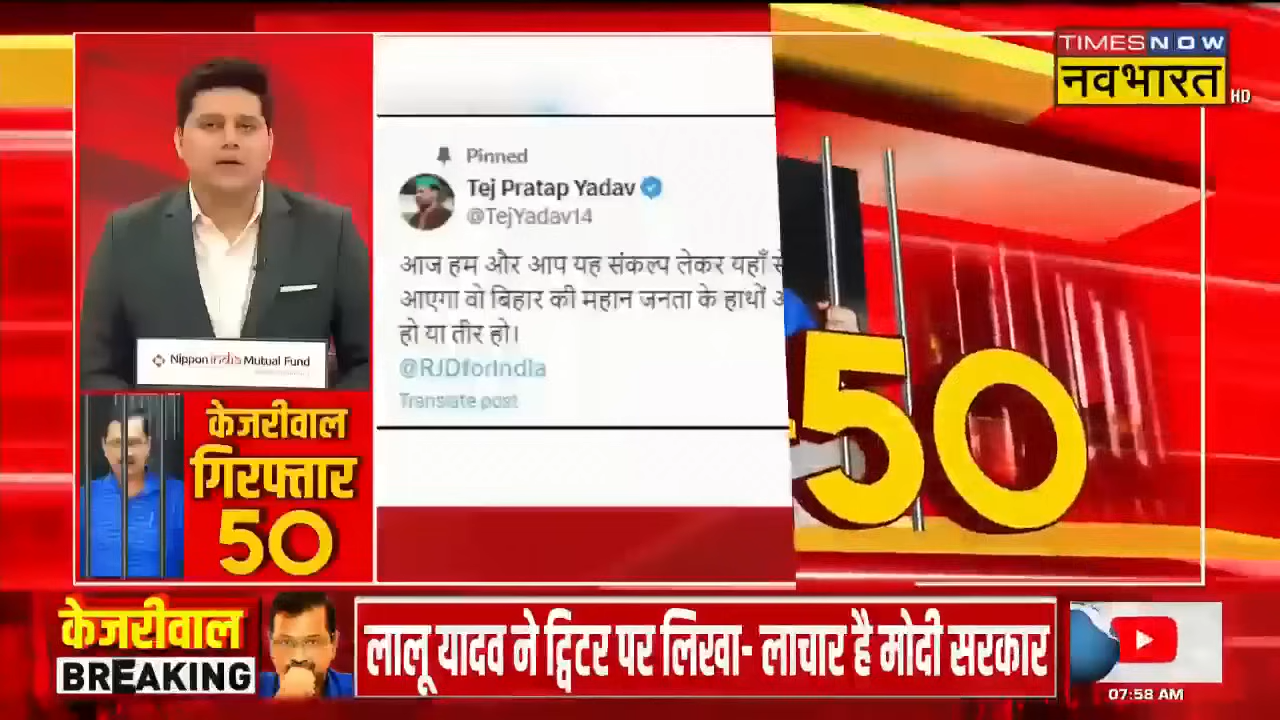 TIMES NOW
नवभारत
HD
Pinned
Tej Pratap Yadav
@TejYadav14
आज हम और आप यह संकल्प लेकर यहाँ
आएगा वो बिहार की महान जनता के हाथों
हो या तीर हो।
@RJDforIndia
Translate post
Nippon india Mutual Fund
केजरीवाल
गिरफ्तार
50
50
केजरीवाल
BREAKING
लालू यादव ने ट्विटर पर लिखा- लाचार है मोदी सरकार
07:58 AM